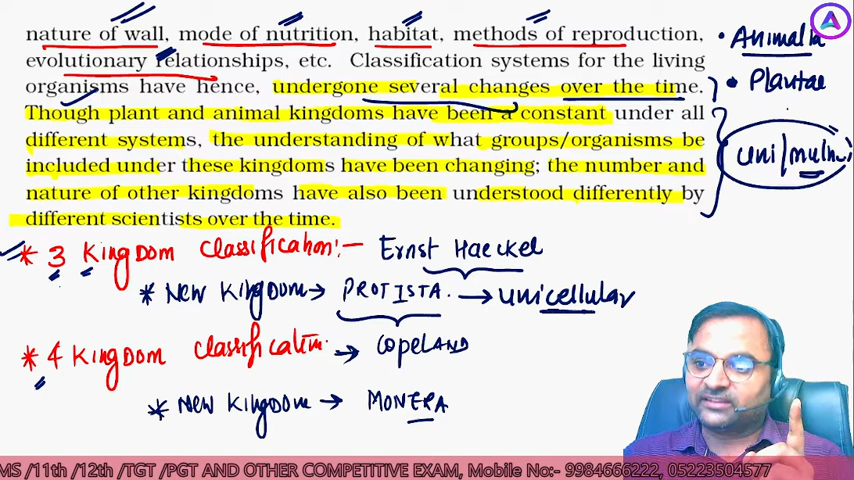 nature of wall, mode of nutrition, habitat, methods of reproduction,
evolutionary relationships, etc. Classification systems for the living
organisms have hence, undergone several changes over the time.
Though plant and animal kingdoms have been a constant under all
different systems, the understanding of what groups/organisms be
included under these kingdoms have been changing; the number and
nature of other kingdoms have also been understood differently by
different scientists over the time.
• Animalia
• Plantae
uni/multi
* 3 Kingdom Classification:- Ernst Haeckel
* New Kingdom → PROTISTA. → unicellular
* 4 Kingdom Classification. → COPELAND
* New Kingdom → MONERA
MS /11th /12th /TGT /PGT AND OTHER COMPETITIVE EXAM, Mobile No:- 9984666222, 05223504577